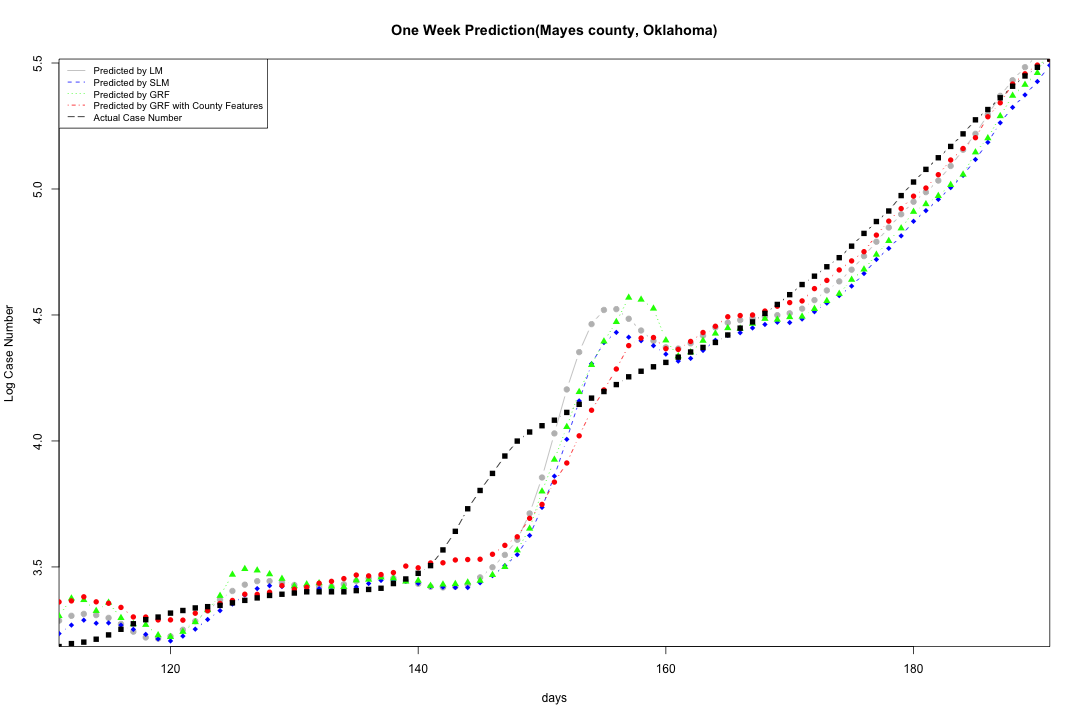 One Week Prediction(Mayes county, Oklahoma)
Predicted by LM
Predicted by SLM
Predicted by GRF
Predicted by GRF with County Features
Actual Case Number
5.5
5.0
4.5
4.0
3.5
Log Case Number
120
140
160
180
days